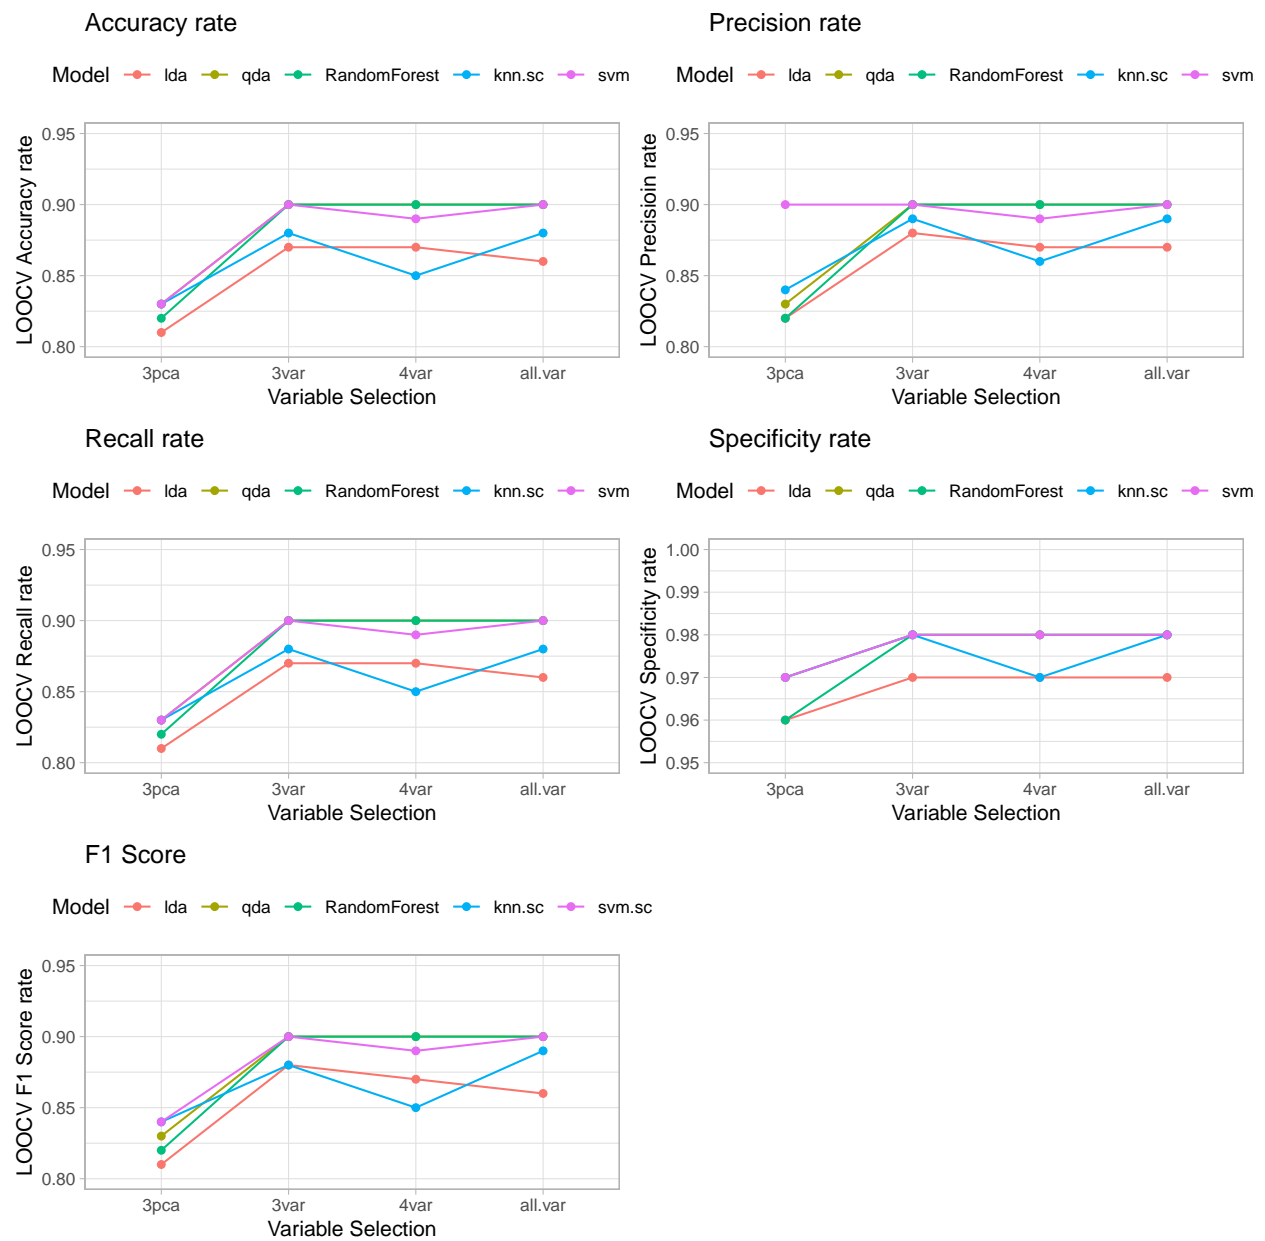 Accuracy rate
Model lda qda RandomForest knn.sc svm
LOOCV Accuracy rate
0.95
0.90
0.85
0.80
3pca 3var 4var all.var
Variable Selection
Precision rate
Model lda qda RandomForest knn.sc svm
LOOCV Precisioin rate
0.95
0.90
0.85
0.80
3pca 3var 4var all.var
Variable Selection
Recall rate
Model lda qda RandomForest knn.sc svm
LOOCV Recall rate
0.95
0.90
0.85
0.80
3pca 3var 4var all.var
Variable Selection
Specificity rate
Model lda qda RandomForest knn.sc svm
LOOCV Specificity rate
1.00
0.99
0.98
0.97
0.96
0.95
3pca 3var 4var all.var
Variable Selection
F1 Score
Model lda qda RandomForest knn.sc svm.sc
LOOCV F1 Score rate
0.95
0.90
0.85
0.80
3pca 3var 4var all.var
Variable Selection